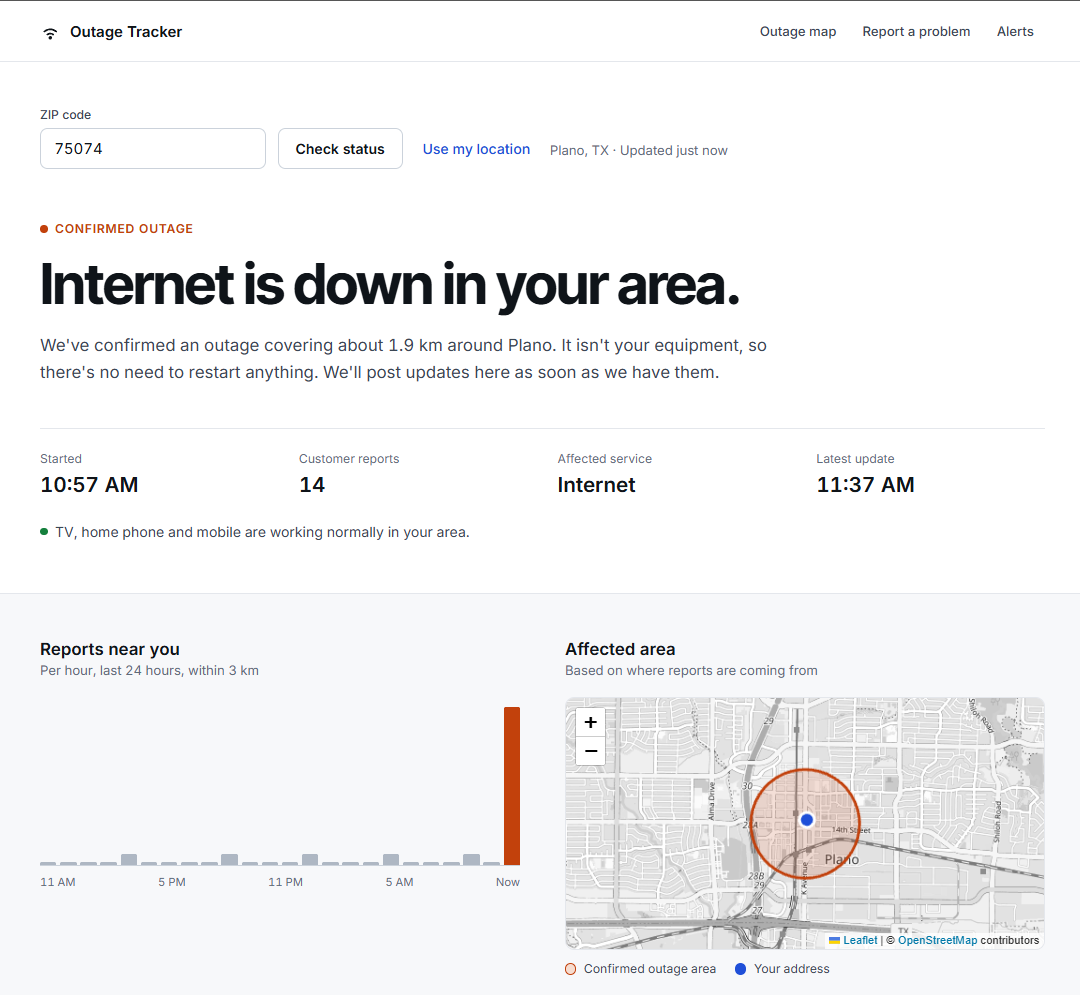 Outage Tracker
Outage map
Report a problem
Alerts
ZIP code
75074
Check status
Use my location
Plano, TX · Updated just now
CONFIRMED OUTAGE
Internet is down in your area.
We've confirmed an outage covering about 1.9 km around Plano. It isn't your equipment, so
there's no need to restart anything. We'll post updates here as soon as we have them.
Started
10:57 AM
Customer reports
14
Affected service
Internet
Latest update
11:37 AM
TV, home phone and mobile are working normally in your area.
Reports near you
Per hour, last 24 hours, within 3 km
11 AM
5 PM
11 PM
5 AM
Now
Affected area
Based on where reports are coming from
+
−
29
Shiloh Road
30
Alma Drive
28A
14th Street
Shiloh Road
Plano
K Avenue
28B
29
27
TX
Leaflet | © OpenStreetMap contributors
Confirmed outage area
Your address